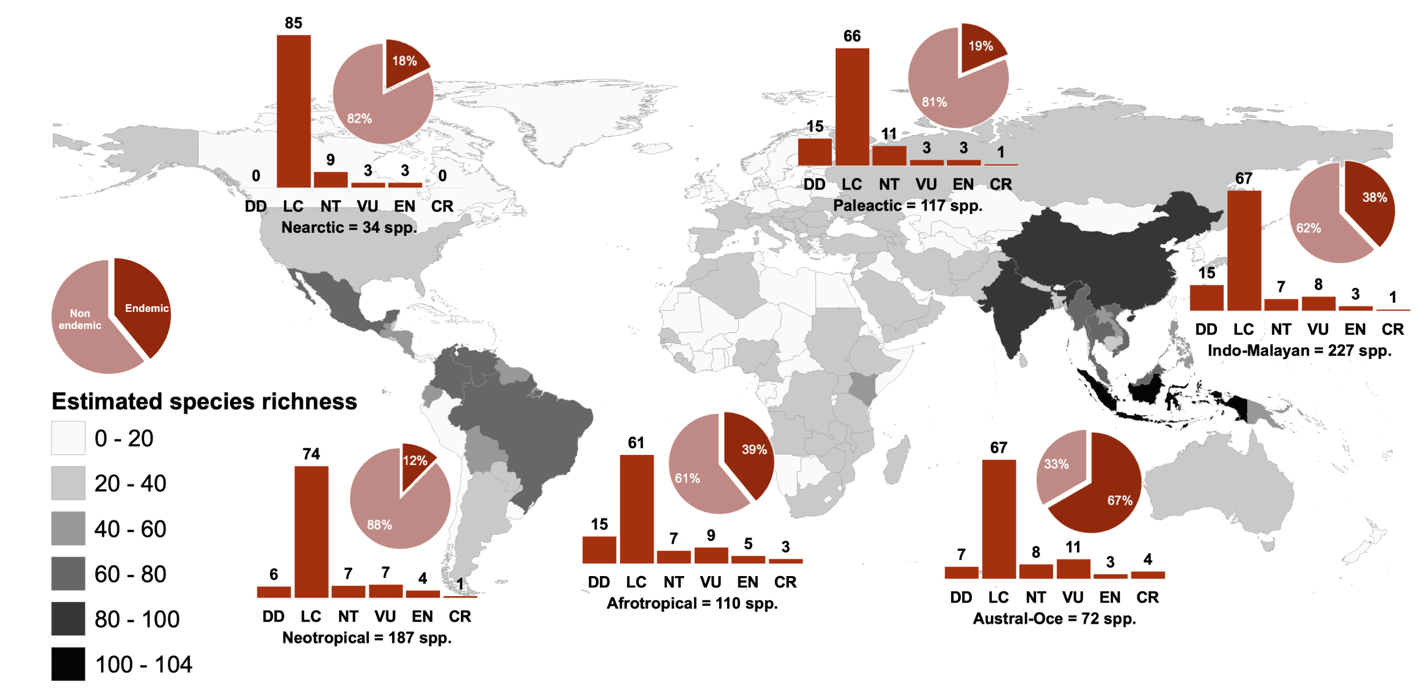 85
18%
82%
9
0
3
3
0
DD LC NT VU EN CR
Nearctic = 34 spp.
66
19%
81%
15
11
3
3
1
DD LC NT VU EN CR
Paleactic = 117 spp.
67
38%
62%
15
7
8
3
1
DD LC NT VU EN CR
Indo-Malayan = 227 spp.
Non
endemic
Endemic
Estimated species richness
0 - 20
20 - 40
40 - 60
60 - 80
80 - 100
100 - 104
74
12%
88%
6
7
7
4
1
DD LC NT VU EN CR
Neotropical = 187 spp.
61
39%
61%
15
7
9
5
3
DD LC NT VU EN CR
Afrotropical = 110 spp.
67
33%
67%
7
8
11
3
4
DD LC NT VU EN CR
Austral-Oce = 72 spp.